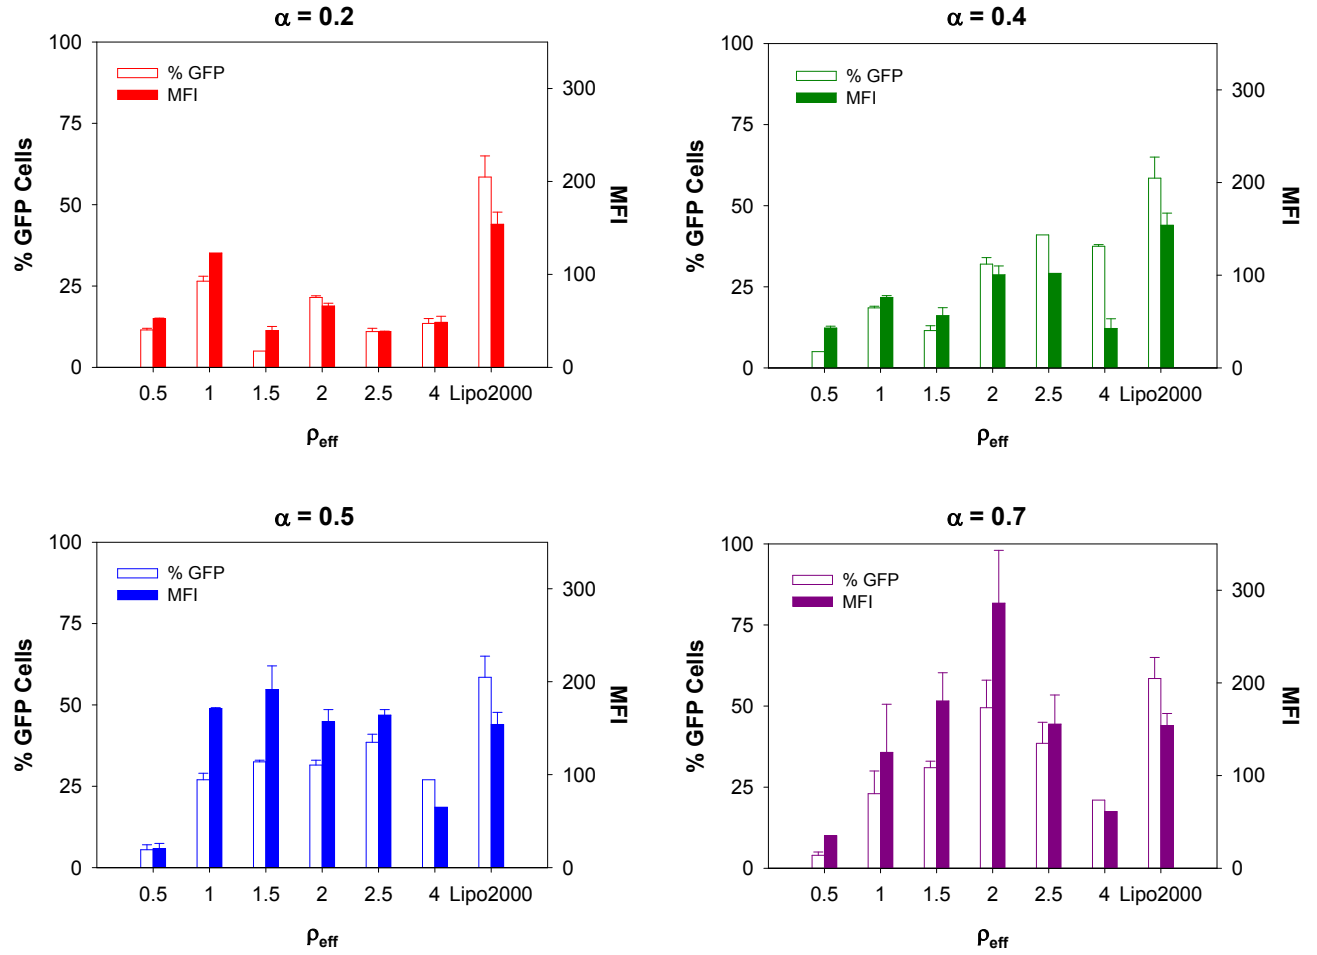 α = 0.2
100
75
50
25
0
% GFP Cells
% GFP
MFI
300
200
100
0
MFI
0.5 1 1.5 2 2.5 4 Lipo2000
ρeff
α = 0.4
100
75
50
25
0
% GFP Cells
% GFP
MFI
300
200
100
0
MFI
0.5 1 1.5 2 2.5 4 Lipo2000
ρeff
α = 0.5
100
75
50
25
0
% GFP Cells
% GFP
MFI
300
200
100
0
MFI
0.5 1 1.5 2 2.5 4 Lipo2000
ρeff
α = 0.7
100
75
50
25
0
% GFP Cells
% GFP
MFI
300
200
100
0
MFI
0.5 1 1.5 2 2.5 4 Lipo2000
ρeff